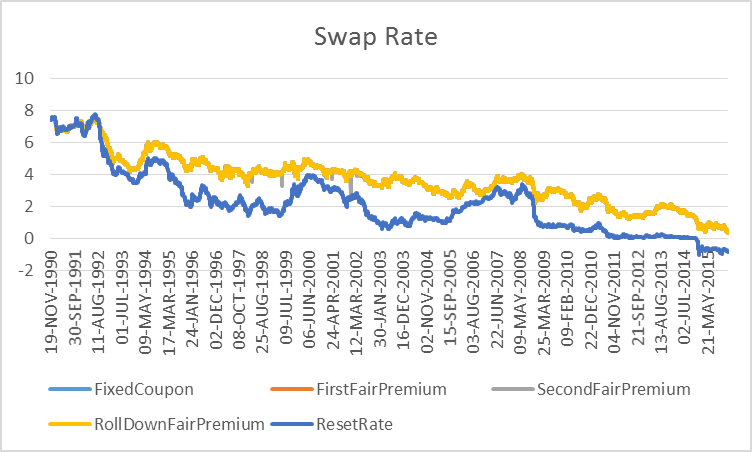 Swap Rate
10
8
6
4
2
0
-2
19-NOV-1990
30-SEP-1991
11-AUG-1992
01-JUL-1993
09-MAY-1994
17-MAR-1995
24-JAN-1996
02-DEC-1996
08-OCT-1997
25-AUG-1998
09-JUL-1999
06-JUN-2000
24-APR-2001
12-MAR-2002
30-JAN-2003
16-DEC-2003
02-NOV-2004
15-SEP-2005
03-AUG-2006
22-JUN-2007
09-MAY-2008
26-MAR-2009
09-FEB-2010
22-DEC-2010
04-NOV-2011
21-SEP-2012
13-AUG-2013
02-JUL-2014
21-MAY-2015
FixedCoupon FirstFairPremium SecondFairPremium
RollDownFairPremium ResetRate